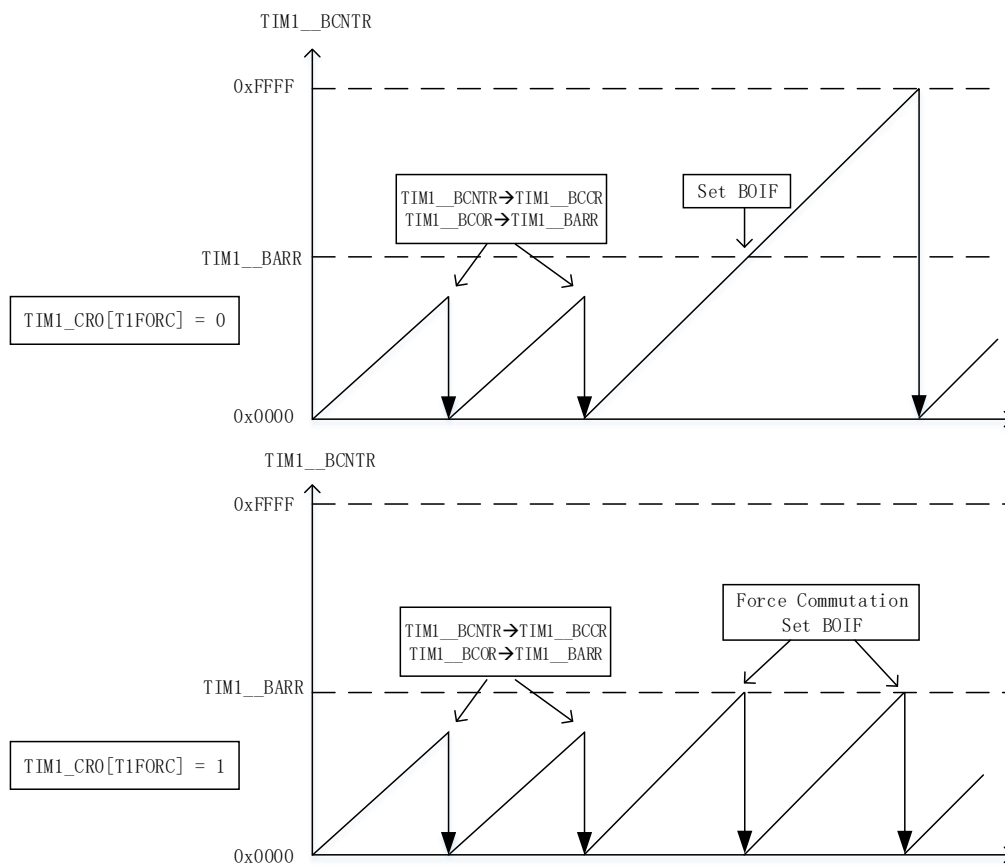 TIM1__BCNTR
0xFFFF
TIM1__BCNTR→TIM1__BCCR
TIM1__BCOR→TIM1__BARR
Set BOIF
TIM1__BARR
TIM1_CR0[T1FORC] = 0
0x0000
TIM1__BCNTR
0xFFFF
Force Commutation
Set BOIF
TIM1__BCNTR→TIM1__BCCR
TIM1__BCOR→TIM1__BARR
TIM1__BARR
TIM1_CR0[T1FORC] = 1
0x0000